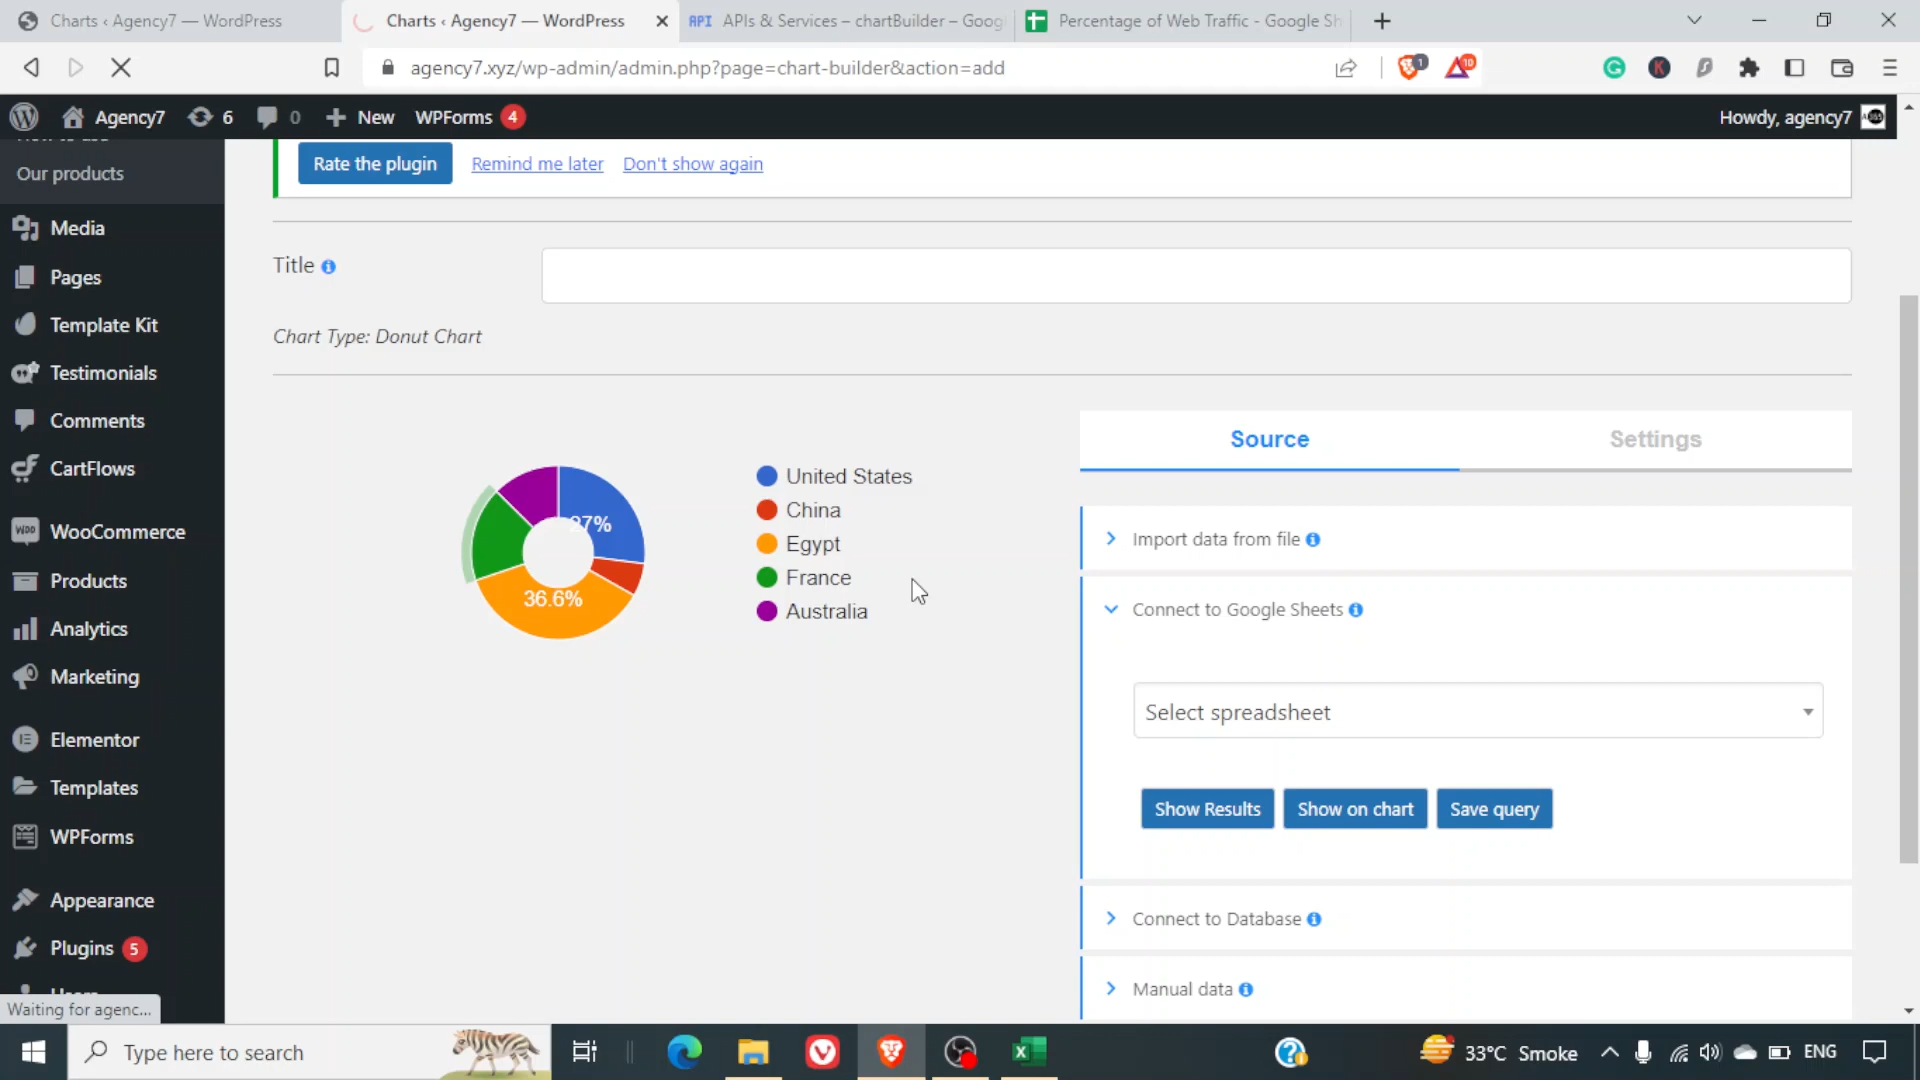 Charts ‹ Agency7 — WordPress
Charts ‹ Agency7 — WordPress
API APIs & Services – chartBuilder – Goog
Percentage of Web Traffic - Google Sh
agency7.xyz/wp-admin/admin.php?page=chart-builder&action=add
1
10
K
Agency7
6
0
New
WPForms 4
Howdy, agency7
Our products
Media
Pages
Template Kit
Testimonials
Comments
CartFlows
WooCommerce
Products
Analytics
Marketing
Elementor
Templates
WPForms
Appearance
Plugins 5
Waiting for agenc...
Rate the plugin
Remind me later
Don't show again
Title
Chart Type: Donut Chart
27%
36.6%
United States
China
Egypt
France
Australia
Source
Settings
Import data from file
Connect to Google Sheets
Select spreadsheet
Show Results
Show on chart
Save query
Connect to Database
Manual data
Type here to search
33°C Smoke
ENG